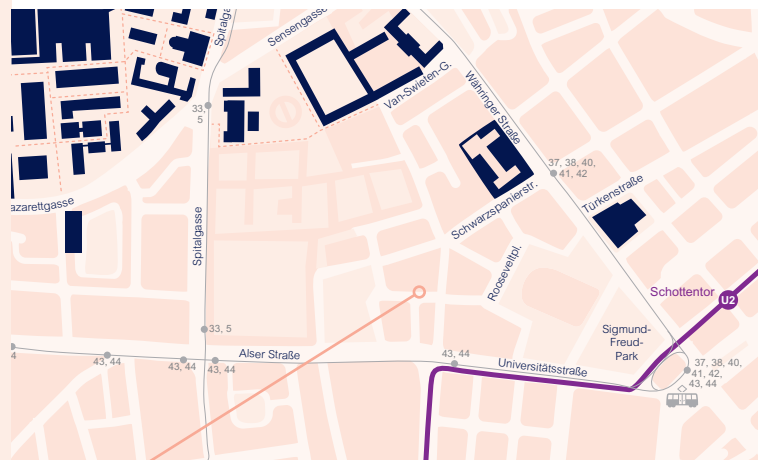 Spitalga
Sensengasse
Van-Swieten-G.
Währinger Straße
33,
5
37, 38, 40,
41, 42
Türkenstraße
azarettgasse
Spitalgasse
Schwarzspanierstr.
Rooseveltpl.
Schottentor
U2
33, 5
Sigmund-
Freud-
Park
4
43, 44
43, 44
43, 44
Alser Straße
43, 44
Universitätsstraße
37, 38, 40,
41, 42,
43, 44